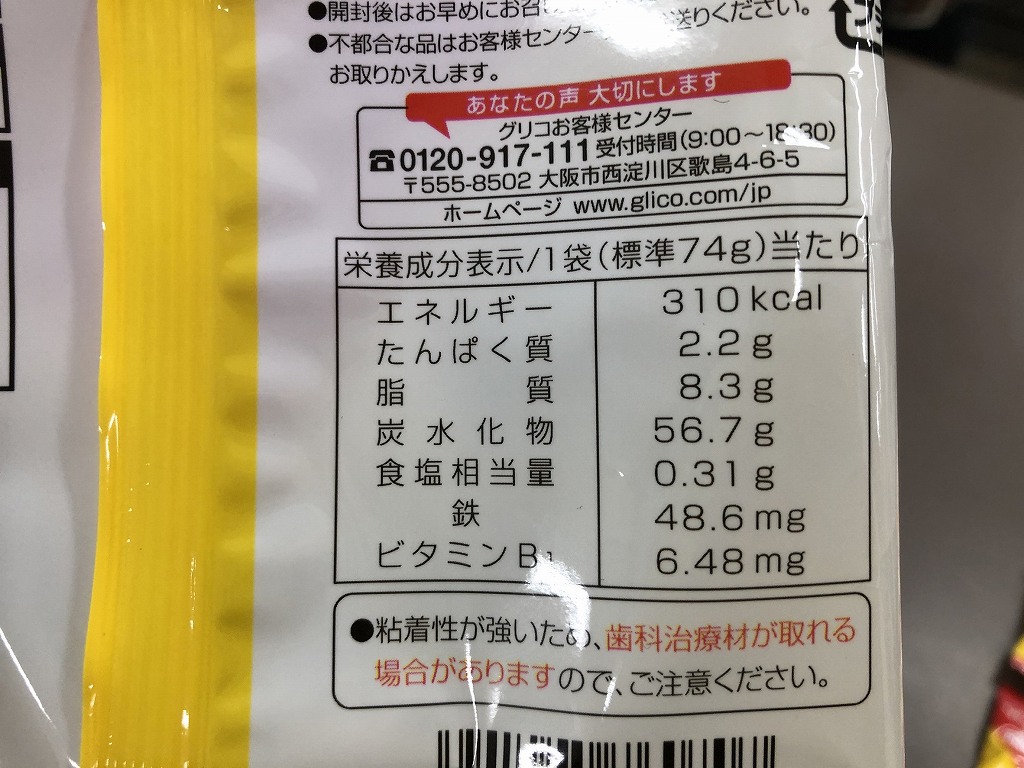 ●開封後はお早めにお召
送りください。
●不都合な品はお客様センター
お取りかえします。
あなたの声 大切にします
グリコお客様センター
☎0120-917-111 受付時間(9:00〜18:30)
〒555-8502 大阪市西淀川区歌島4-6-5
ホームページ www.glico.com/jp
栄養成分表示/1袋(標準74g)当たり
エネルギー 310kcal
たんぱく質 2.2g
脂質 8.3g
炭水化物 56.7g
食塩相当量 0.31g
鉄 48.6mg
ビタミンB1 6.48mg
●粘着性が強いため、歯科治療材が取れる
場合がありますので、ご注意ください。